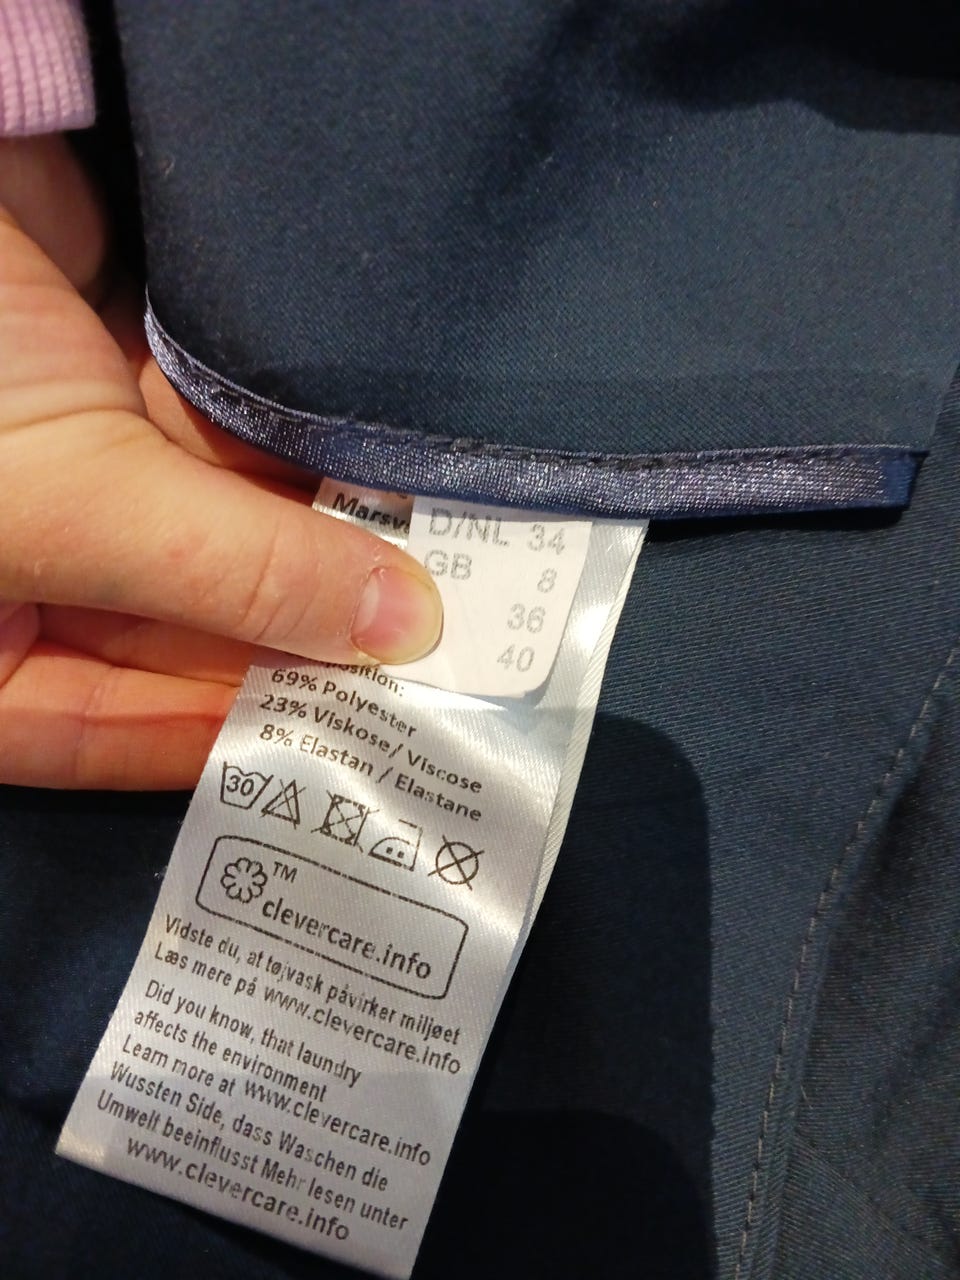 D/NL 34
GB 8
36
40
69% Polyester
23% Viskose/ Viscose
8% Elastan / Elastane
30
TM
clevercare.info
Vidste du, at tøjvask påvirker miljøet
Læs mere på www.clevercare.info
Did you know, that laundry
affects the environment
Learn more at www.clevercare.info
Wussten Side, dass Waschen die
Umwelt beeinflusst Mehr lesen unter
www.clevercare.info